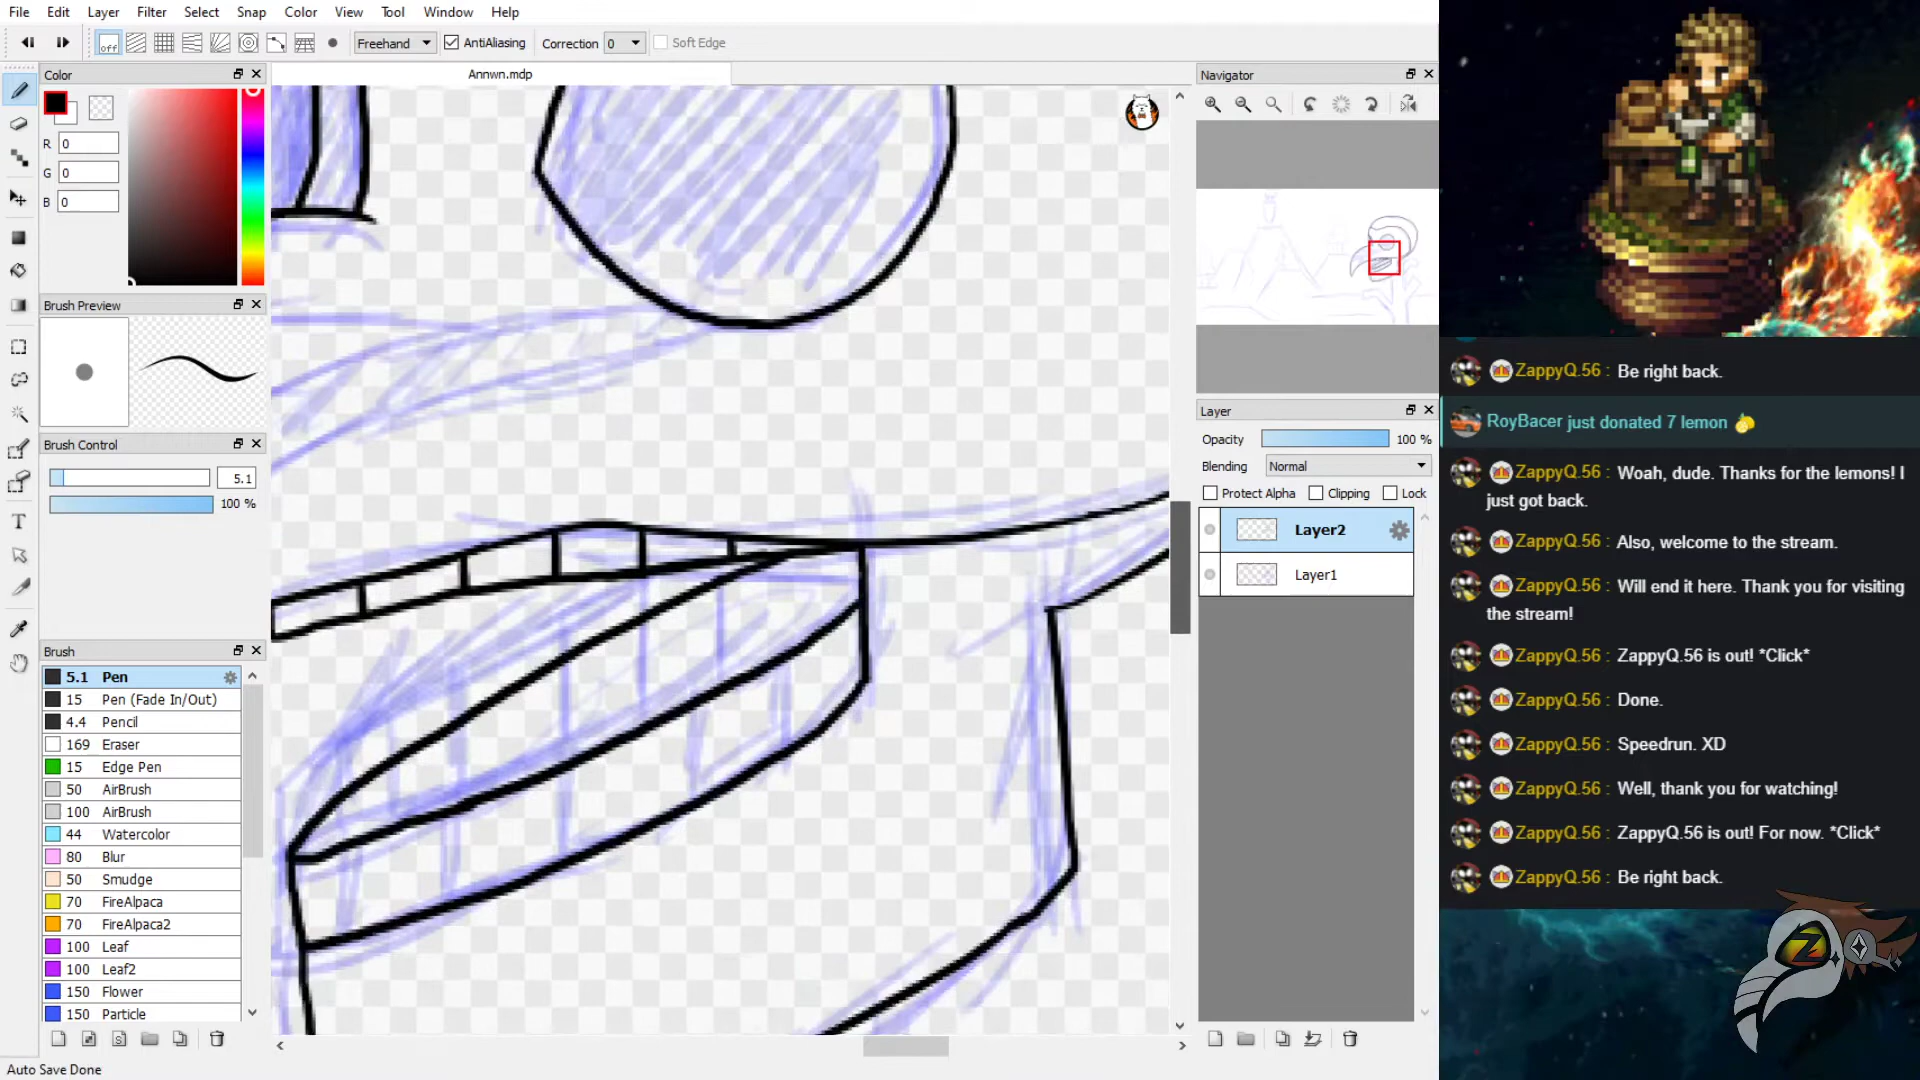 File Edit Layer Filter Select Snap Color View Tool Window Help
off Freehand AntiAliasing Correction 0 Soft Edge
Color
Annwn.mdp
Navigator
R 0
G 0
B 0
Brush Preview
Brush Control
5.1
100 %
Brush
5.1 Pen
15 Pen (Fade In/Out)
4.4 Pencil
169 Eraser
15 Edge Pen
50 AirBrush
100 AirBrush
44 Watercolor
80 Blur
50 Smudge
70 FireAlpaca
70 FireAlpaca2
100 Leaf
100 Leaf2
150 Flower
150 Particle
Auto Save Done
Layer
Opacity 100 %
Blending Normal
Protect Alpha Clipping Lock
Layer2
Layer1
ZappyQ.56 : Be right back.
RoyBacer just donated 7 lemon
ZappyQ.56 : Woah, dude. Thanks for the lemons! I
just got back.
ZappyQ.56 : Also, welcome to the stream.
ZappyQ.56 : Will end it here. Thank you for visiting
the stream!
ZappyQ.56 : ZappyQ.56 is out! *Click*
ZappyQ.56 : Done.
ZappyQ.56 : Speedrun. XD
ZappyQ.56 : Well, thank you for watching!
ZappyQ.56 : ZappyQ.56 is out! For now. *Click*
ZappyQ.56 : Be right back.
Z